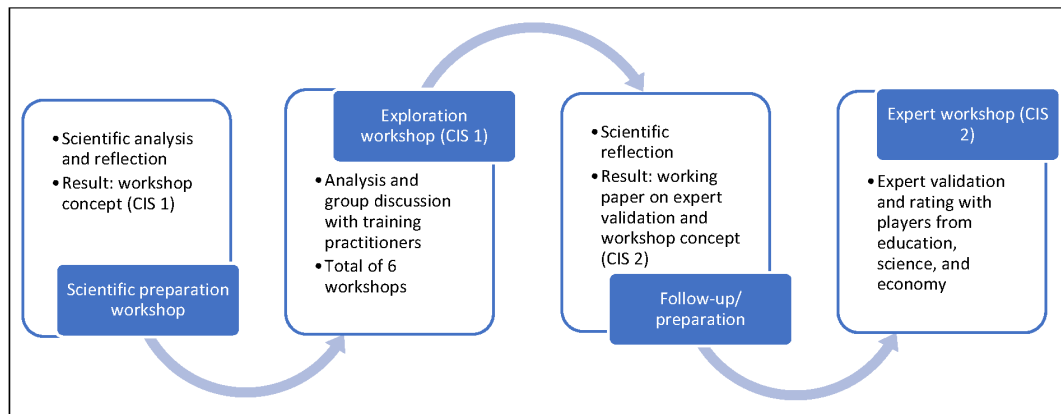 •Scientific analysis
and reflection
•Result: workshop
concept (CIS 1)
Scientific preparation
workshop
Exploration
workshop (CIS 1)
•Analysis and
group discussion
with training
practitioners
•Total of 6
workshops
•Scientific
reflection
•Result: working
paper on expert
validation and
workshop concept
(CIS 2)
Follow-up/
preparation
Expert workshop (CIS
2)
•Expert validation
and rating with
players from
education,
science, and
economy